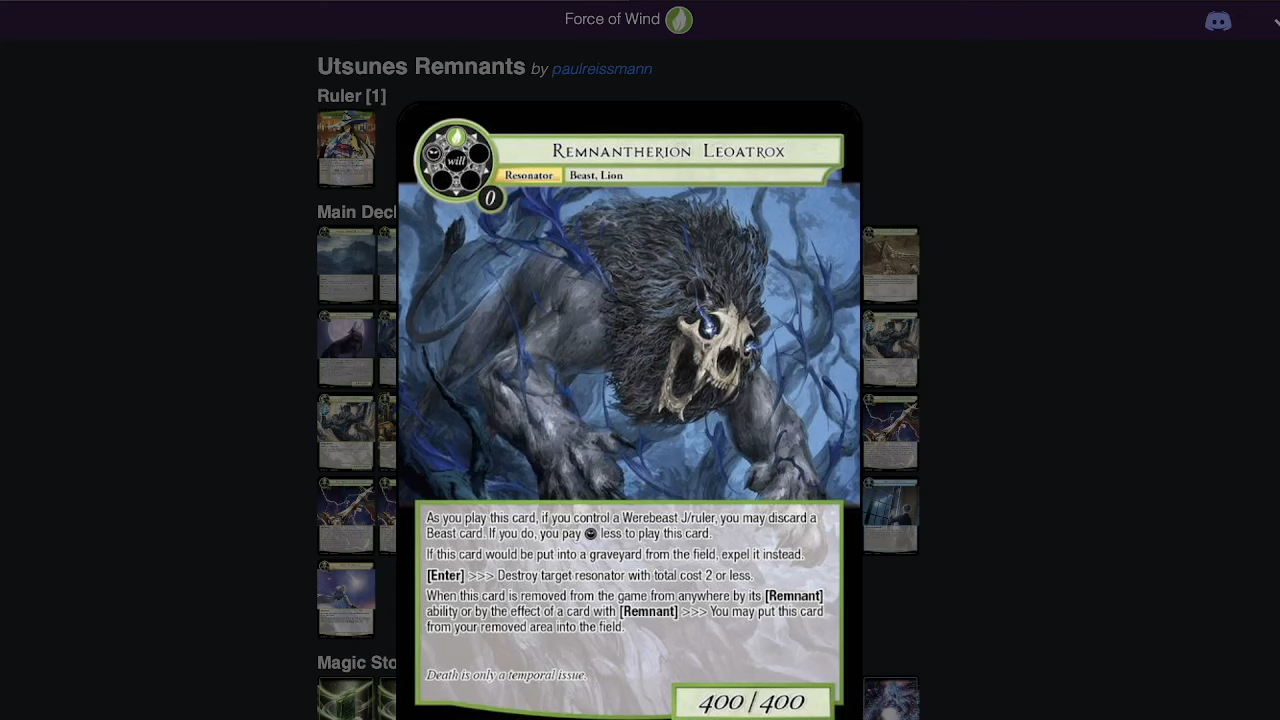 Force of Wind
Utsunes Remnants by paulreissmann
Ruler [1]
Main Deck
Magic Sto
will
Remnantherion Leoatrox
Resonator
Beast, Lion
0
As you play this card, if you control a Werebeast J/ruler, you may discard a
Beast card. If you do, you pay less to play this card.
If this card would be put into a graveyard from the field, expel it instead.
[Enter] >>> Destroy target resonator with total cost 2 or less.
When this card is removed from the game from anywhere by its [Remnant]
ability or by the effect of a card with [Remnant] >>> You may put this card
from your removed area into the field.
Death is only a temporal issue.
400 / 400